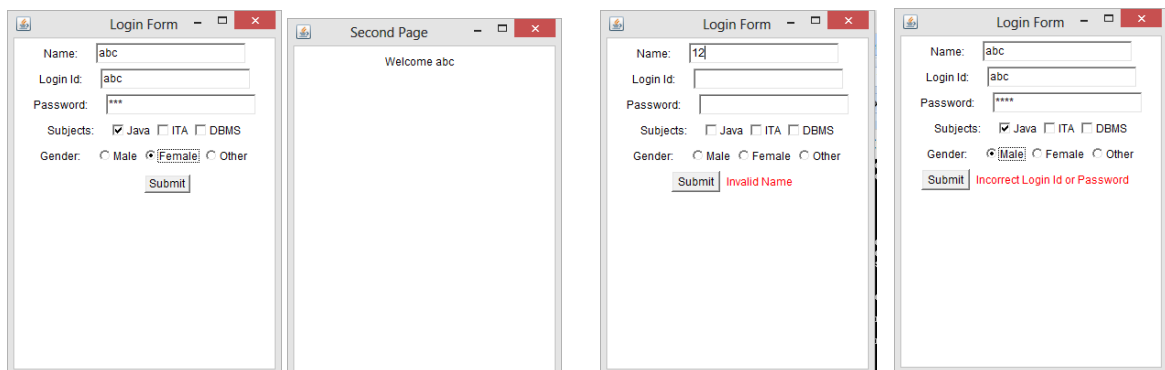 Login Form
Name: abc
Login Id: abc
Password: ***
Subjects: Java ITA DBMS
Gender: Male Female Other
Submit
Second Page
Welcome abc
Login Form
Name: 12
Login Id:
Password:
Subjects: Java ITA DBMS
Gender: Male Female Other
Submit Invalid Name
Login Form
Name: abc
Login Id: abc
Password: ****
Subjects: Java ITA DBMS
Gender: Male Female Other
Submit Incorrect Login Id or Password